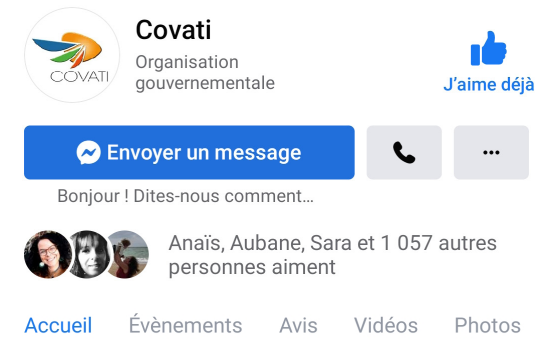 Covati
COVATI
Organisation
gouvernementale
J'aime déjà
Envoyer un message
Bonjour ! Dites-nous comment...
Anaïs, Aubane, Sara et 1 057 autres
personnes aiment
Accueil
Évènements
Avis
Vidéos
Photos